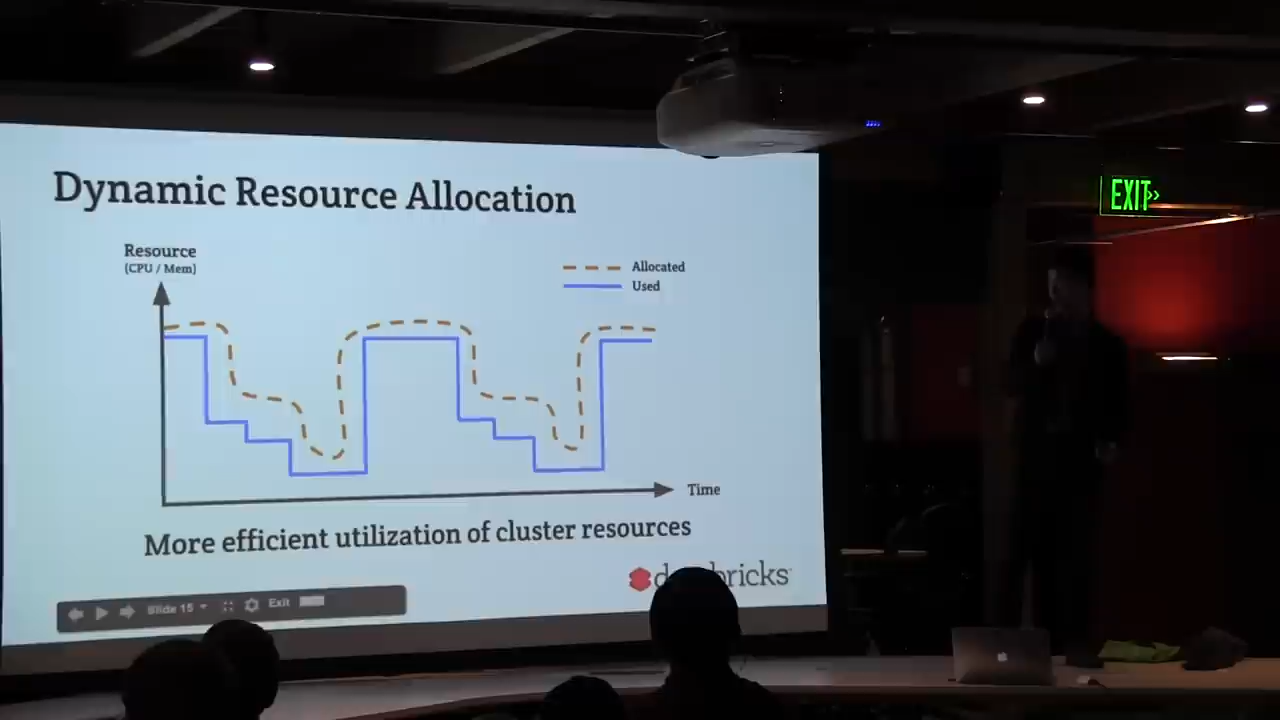 Dynamic Resource Allocation
Resource
(CPU / Mem)
Allocated
Used
Time
More efficient utilization of cluster resources
Slide 15
Exit
EXIT